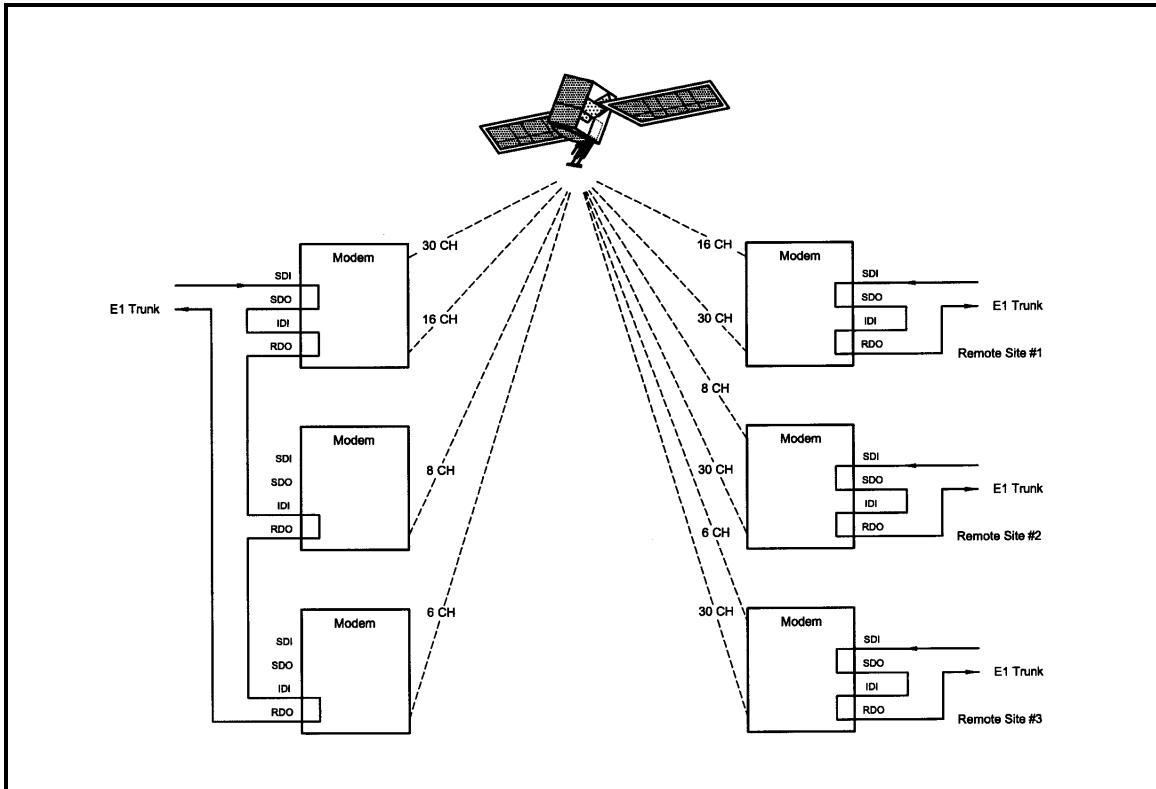 30 CH
16 CH
8 CH
6 CH
Modem
SDI
SDO
IDI
RDO
E1 Trunk
Modem
SDI
SDO
IDI
RDO
Modem
SDI
SDO
IDI
RDO
16 CH
30 CH
8 CH
30 CH
6 CH
30 CH
Modem
SDI
SDO
IDI
RDO
E1 Trunk
Remote Site #1
Modem
SDI
SDO
IDI
RDO
E1 Trunk
Remote Site #2
Modem
SDI
SDO
IDI
RDO
E1 Trunk
Remote Site #3